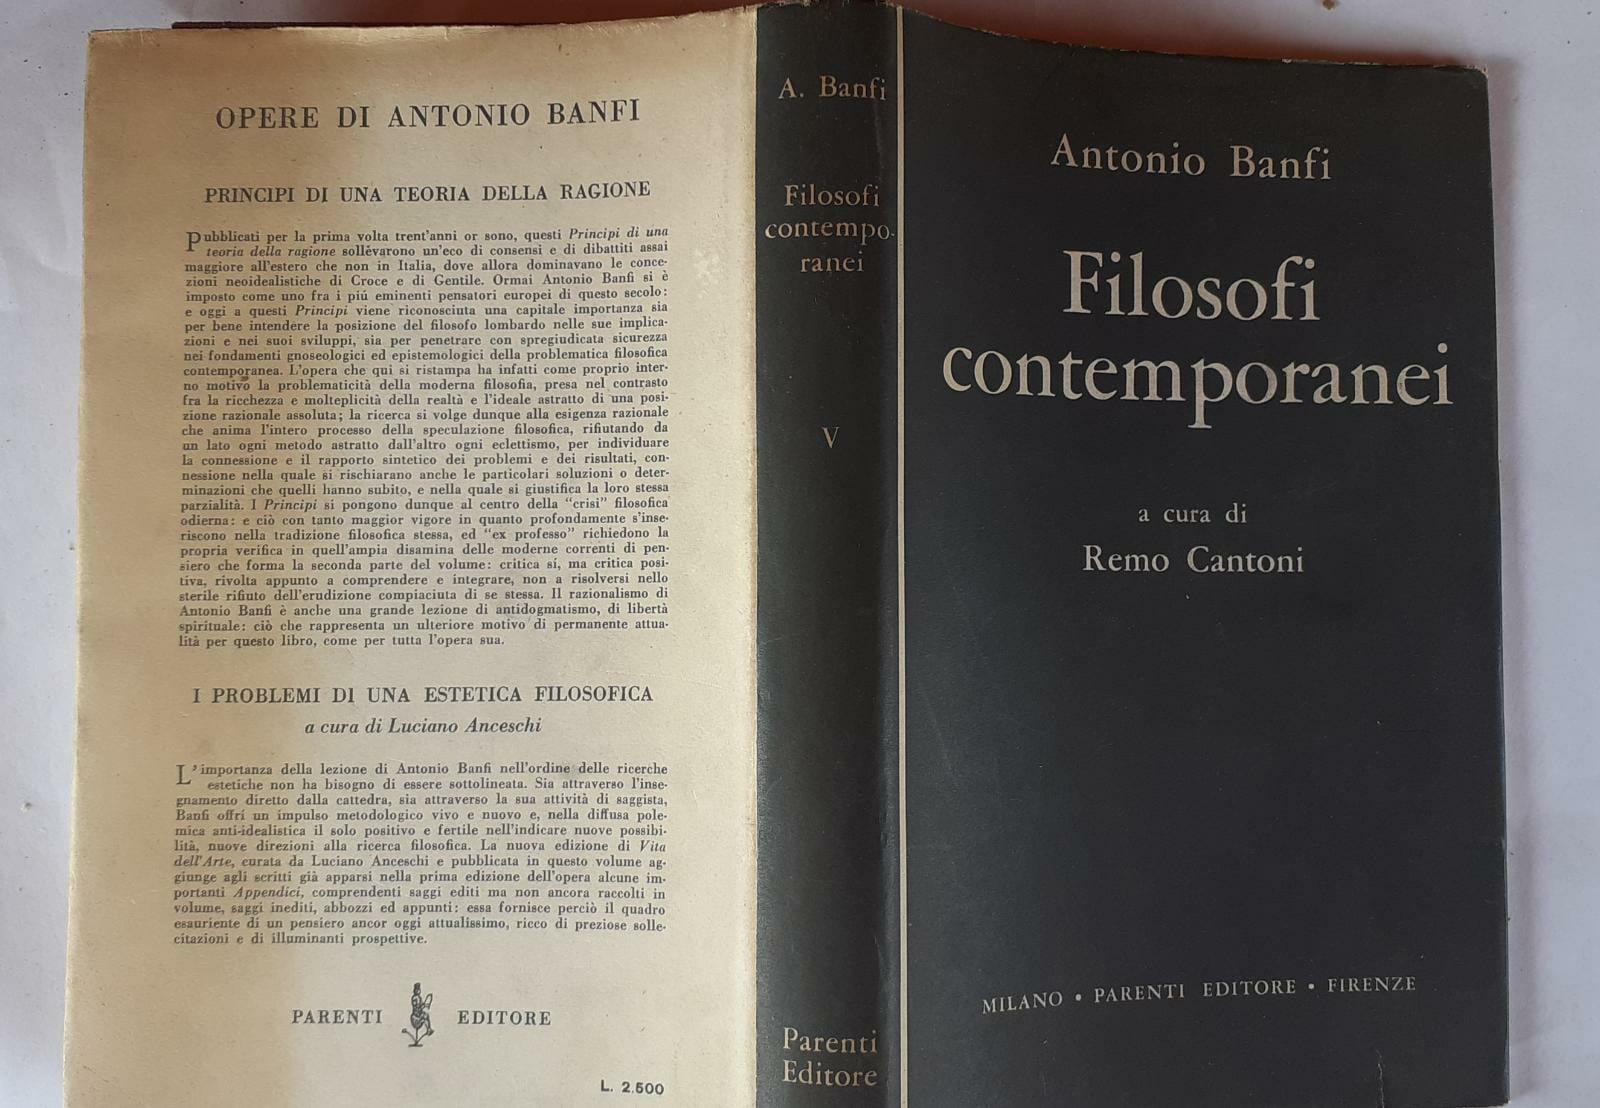 OPERE DI ANTONIO BANFI
PRINCIPI DI UNA TEORIA DELLA RAGIONE
Pubblicati per la prima volta trent'anni or sono, questi Principi di una
teoria della ragione sollevarono un'eco di consensi e di dibattiti assai
maggiore all'estero che non in Italia, dove allora dominavano le conce-
zioni neoidealistiche di Croce e di Gentile. Ormai Antonio Banfi si è
imposto come uno fra i piú eminenti pensatori europei di questo secolo:
e oggi a questi Principi viene riconosciuta una capitale importanza sia
per bene intendere la posizione del filosofo lombardo nelle sue implica-
zioni e nei suoi sviluppi, sia per penetrare con spregiudicata sicurezza
nei fondamenti gnoseologici ed epistemologici della problematica filosofica
contemporanea. L'opera che qui si ristampa ha infatti come proprio inter-
no motivo la problematicità della moderna filosofia, presa nel contrasto
fra la ricchezza e molteplicità della realtà e l'ideale astratto di una posi-
zione razionale assoluta; la ricerca si volge dunque alla esigenza razionale
che anima l'intero processo della speculazione filosofica, rifiutando da
un lato ogni metodo astratto dall'altro ogni eclettismo, per individuare
la connessione e il rapporto sintetico dei problemi e dei risultati, con-
nessione nella quale si rischiarano anche le particolari soluzioni o deter-
minazioni che quelli hanno subito, e nella quale si giustifica la loro stessa
parzialità. I Principi si pongono dunque al centro della "crisi" filosofica
odierna: e ciò con tanto maggior vigore in quanto profondamente s'inse-
riscono nella tradizione filosofica stessa, ed "ex professo" richiedono la
propria verifica in quell'ampia disamina delle moderne correnti di pen-
siero che forma la seconda parte del volume: critica sí, ma critica posi-
tiva, rivolta appunto a comprendere e integrare, non a risolversi nello
sterile rifiuto dell'erudizione compiaciuta di se stessa. Il razionalismo di
Antonio Banfi è anche una grande lezione di antidogmatismo, di libertà
spirituale: ciò che rappresenta un ulteriore motivo di permanente attua-
lità per questo libro, come per tutta l'opera sua.
I PROBLEMI DI UNA ESTETICA FILOSOFICA
a cura di Luciano Anceschi
L'importanza della lezione di Antonio Banfi nell'ordine delle ricerche
estetiche non ha bisogno di essere sottolineata. Sia attraverso l'inse-
gnamento diretto dalla cattedra, sia attraverso la sua attività di saggista,
Banfi offrí un impulso metodologico vivo e nuovo e, nella diffusa pole-
mica anti-idealistica il solo positivo e fertile nell'indicare nuove possibi-
lità, nuove direzioni alla ricerca filosofica. La nuova edizione di Vita
dell'Arte, curata da Luciano Anceschi e pubblicata in questo volume ag-
giunge agli scritti già apparsi nella prima edizione dell'opera alcune im-
portanti Appendici, comprendenti saggi editi ma non ancora raccolti in
volume, saggi inediti, abbozzi ed appunti: essa fornisce perciò il quadro
esauriente di un pensiero ancor oggi attualissimo, ricco di preziose solle-
citazioni e di illuminanti prospettive.
PARENTI EDITORE
L. 2.500
A. Banfi
Filosofi
contempo-
ranei
V
Parenti
Editore
Antonio Banfi
Filosofi
contemporanei
a cura di
Remo Cantoni
MILANO • PARENTI EDITORE • FIRENZE